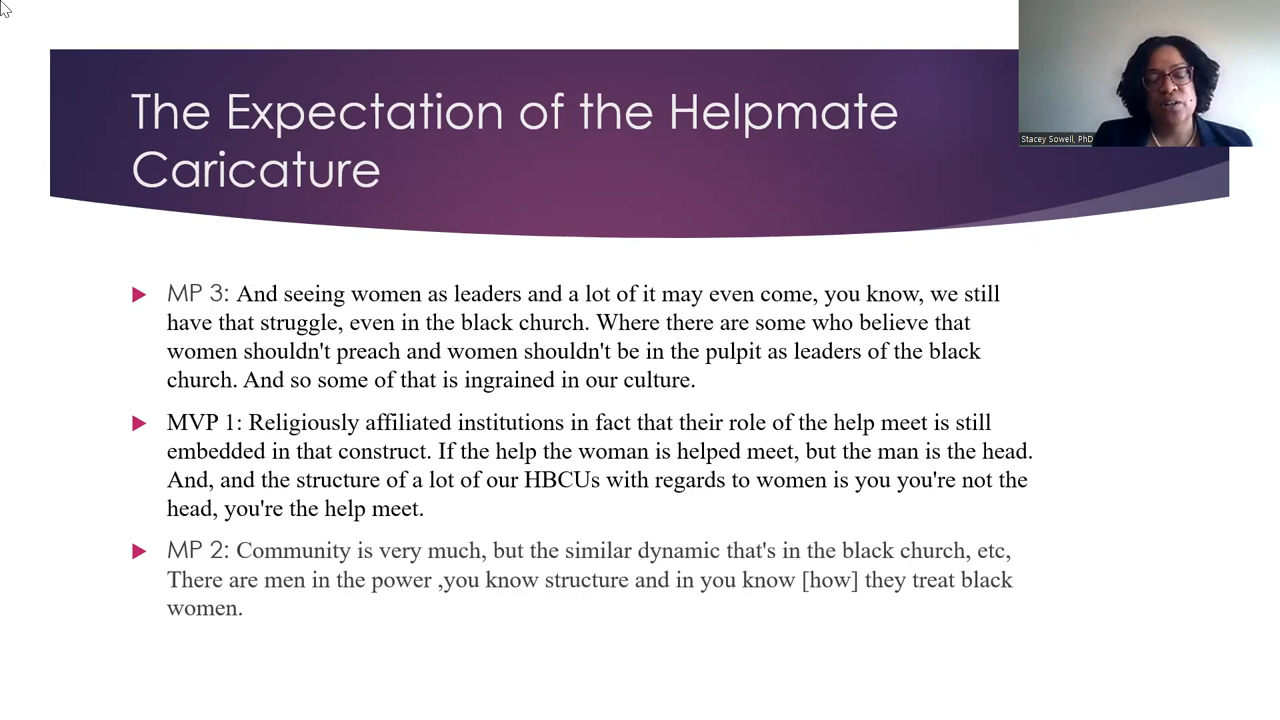 The Expectation of the Helpmate
Caricature
Stacey Sowell, PhD
MP 3: And seeing women as leaders and a lot of it may even come, you know, we still
have that struggle, even in the black church. Where there are some who believe that
women shouldn't preach and women shouldn't be in the pulpit as leaders of the black
church. And so some of that is ingrained in our culture.
MVP 1: Religiously affiliated institutions in fact that their role of the help meet is still
embedded in that construct. If the help the woman is helped meet, but the man is the head.
And, and the structure of a lot of our HBCUs with regards to women is you you're not the
head, you're the help meet.
MP 2: Community is very much, but the similar dynamic that's in the black church, etc,
There are men in the power ,you know structure and in you know [how] they treat black
women.